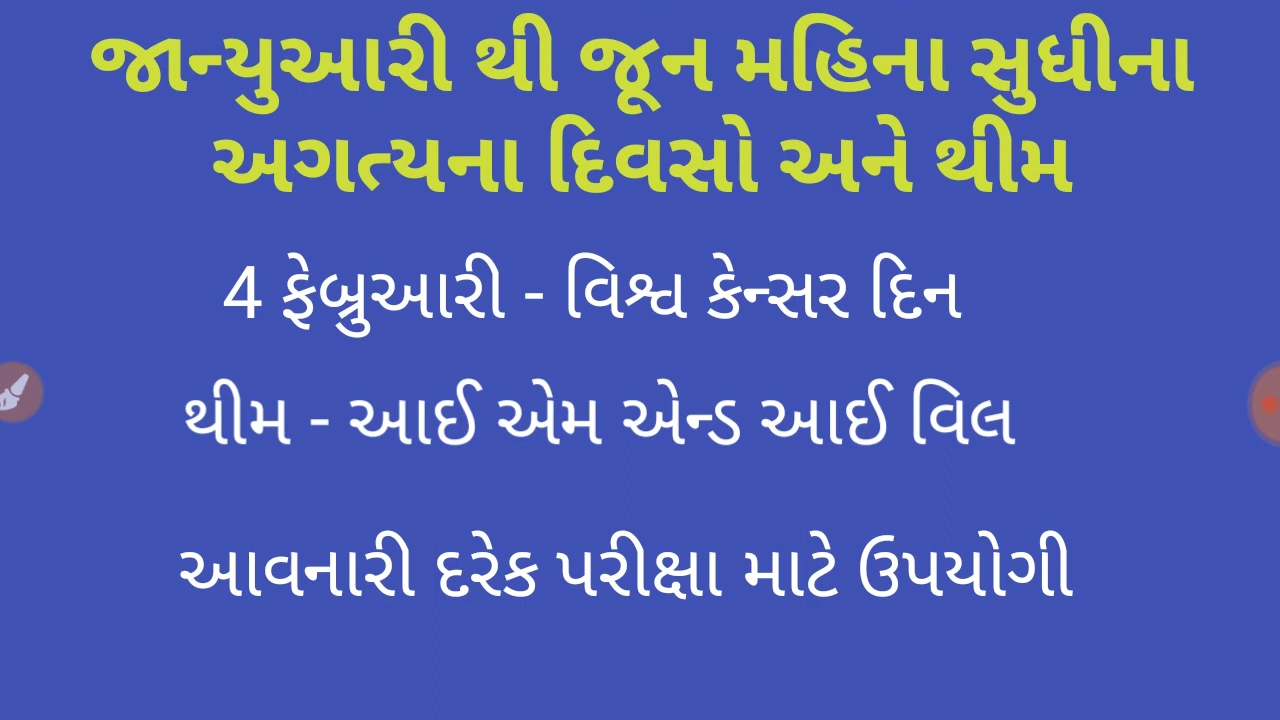 જાન્યુઆરી થી જૂન મહિના સુધીના
અગત્યના દિવસો અને થીમ
4 ફેબ્રુઆરી - વિશ્વ કેન્સર દિન
થીમ - આઈ એમ એન્ડ આઈ વિલ
આવનારી દરેક પરીક્ષા માટે ઉપયોગી